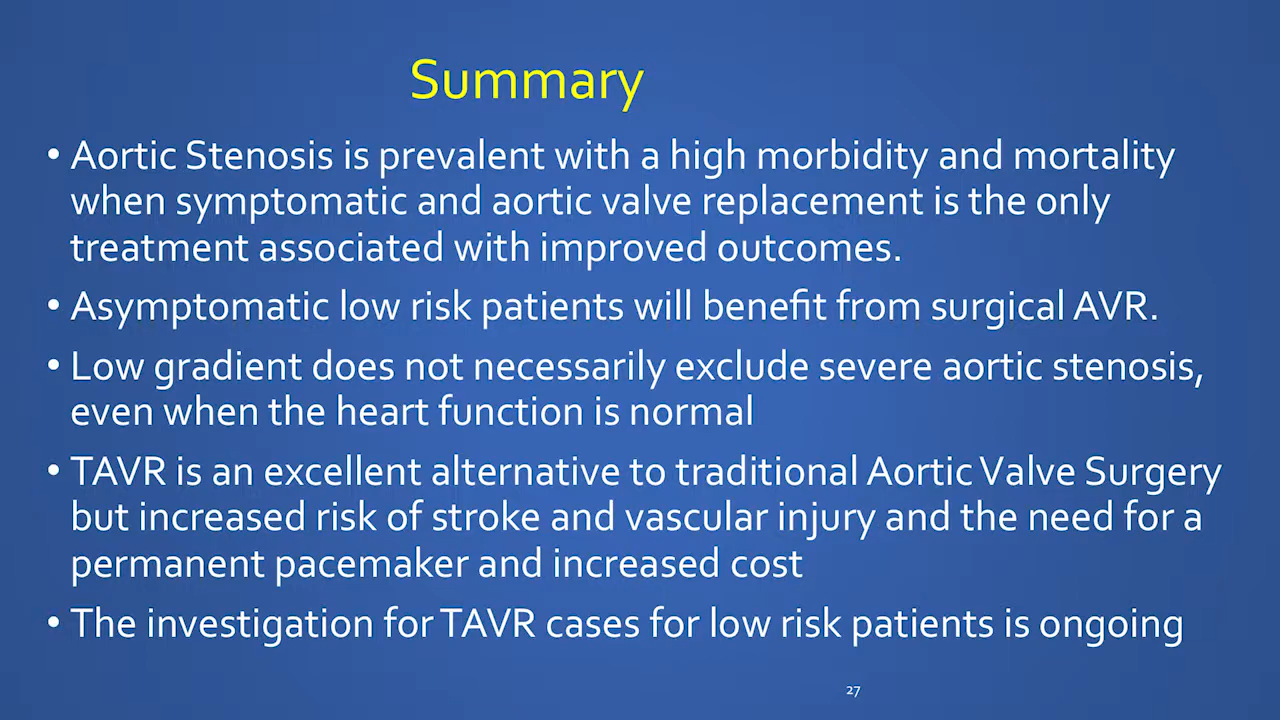 Summary
• Aortic Stenosis is prevalent with a high morbidity and mortality
when symptomatic and aortic valve replacement is the only
treatment associated with improved outcomes.
• Asymptomatic low risk patients will benefit from surgical AVR.
• Low gradient does not necessarily exclude severe aortic stenosis,
even when the heart function is normal
• TAVR is an excellent alternative to traditional Aortic Valve Surgery
but increased risk of stroke and vascular injury and the need for a
permanent pacemaker and increased cost
• The investigation for TAVR cases for low risk patients is ongoing
27